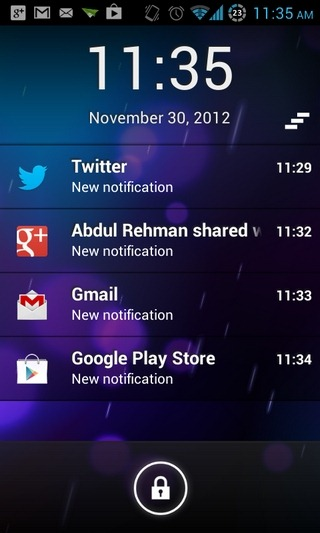 g+
23
11:35 AM
11:35
November 30, 2012
Twitter
11:29
New notification
g+
Abdul Rehman shared w
11:32
New notification
Gmail
11:33
New notification
Google Play Store
11:34
New notification